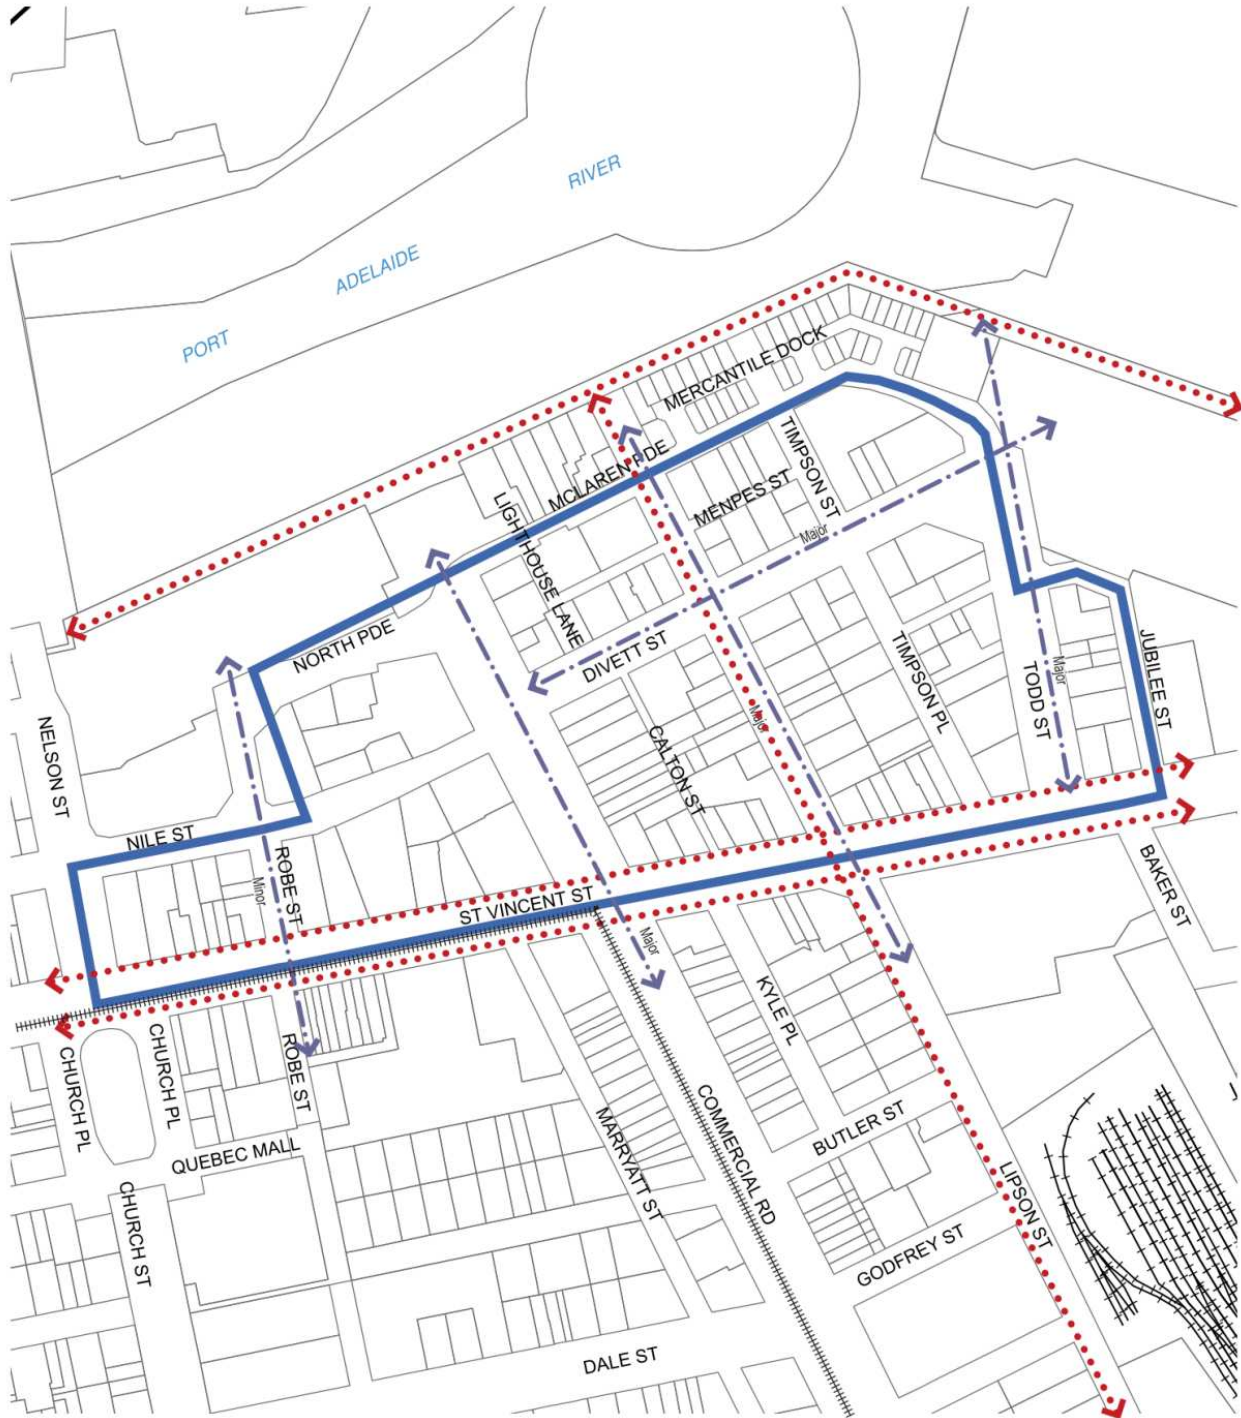 RIVER
ADELAIDE
PORT
MERCANTILE DOCK
MCLAREN PDE
TIMPSON ST
MENPES ST
LIGHTHOUSE LANE
Major
NORTH PDE
DIVETT ST
TIMPSON PL
JUBILEE ST
Major
TODD ST
NELSON ST
CALTON ST
Major
NILE ST
ROBE ST
Minor
ST VINCENT ST
BAKER ST
Major
KYLE PL
CHURCH PL
CHURCH PL
ROBE ST
QUEBEC MALL
MARRYATT ST
COMMERCIAL RD
BUTLER ST
LIPSON ST
CHURCH ST
GODFREY ST
DALE ST